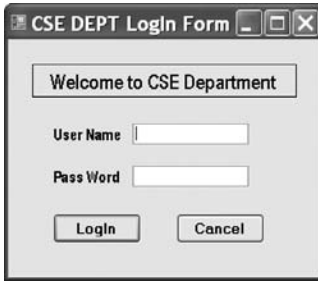 CSE DEPT LogIn Form
Welcome to CSE Department
User Name
Pass Word
LogIn Cancel